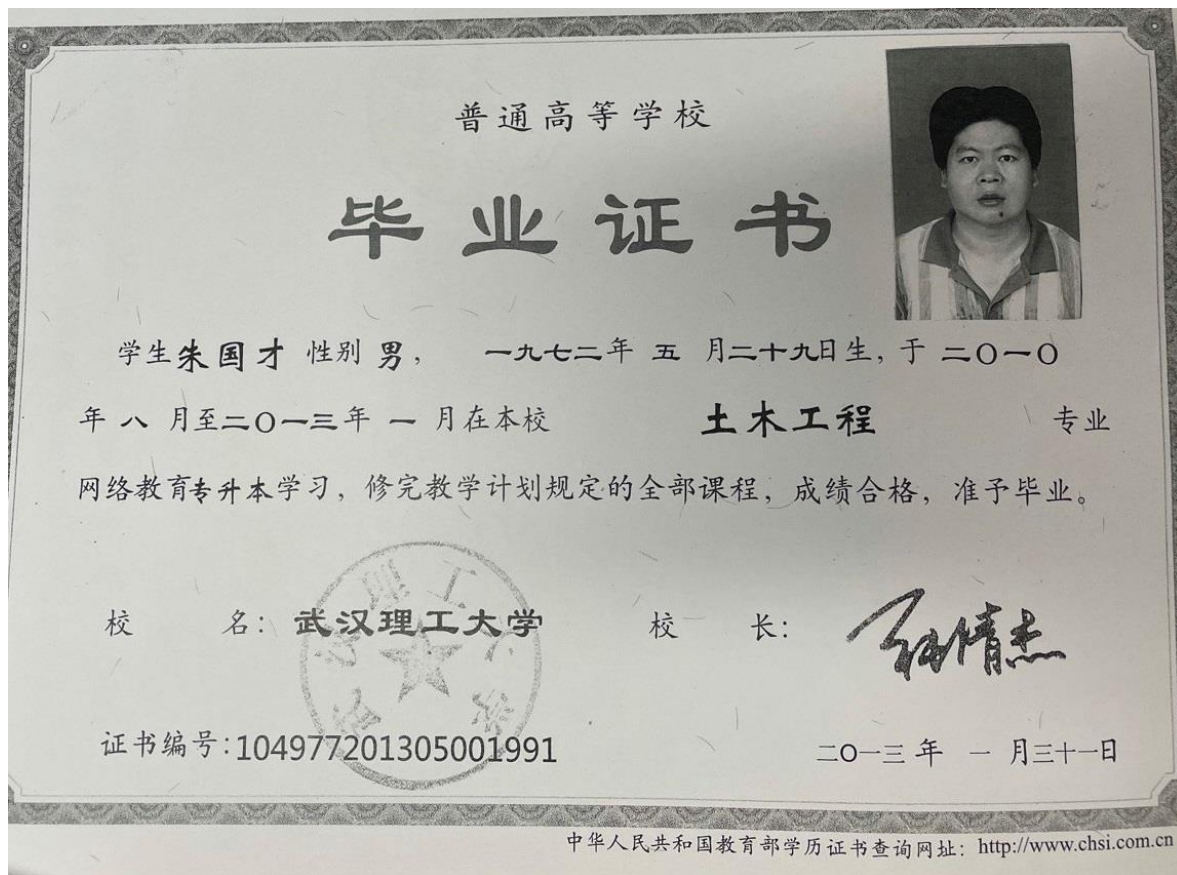 普通高等学校
毕业证书
学生朱国才 性别 男， 一九七二年 五 月二十九日生，于 二〇一〇
年 八 月至二〇一三年 一 月在本校 土木工程 专业
网络教育专升本学习，修完教学计划规定的全部课程，成绩合格，准予毕业。
校 名：武汉理工大学 校 长：
证书编号：104977201305001991 二〇一三 年 一 月三十一日
中华人民共和国教育部学历证书查询网址：http://www.chsi.com.cn